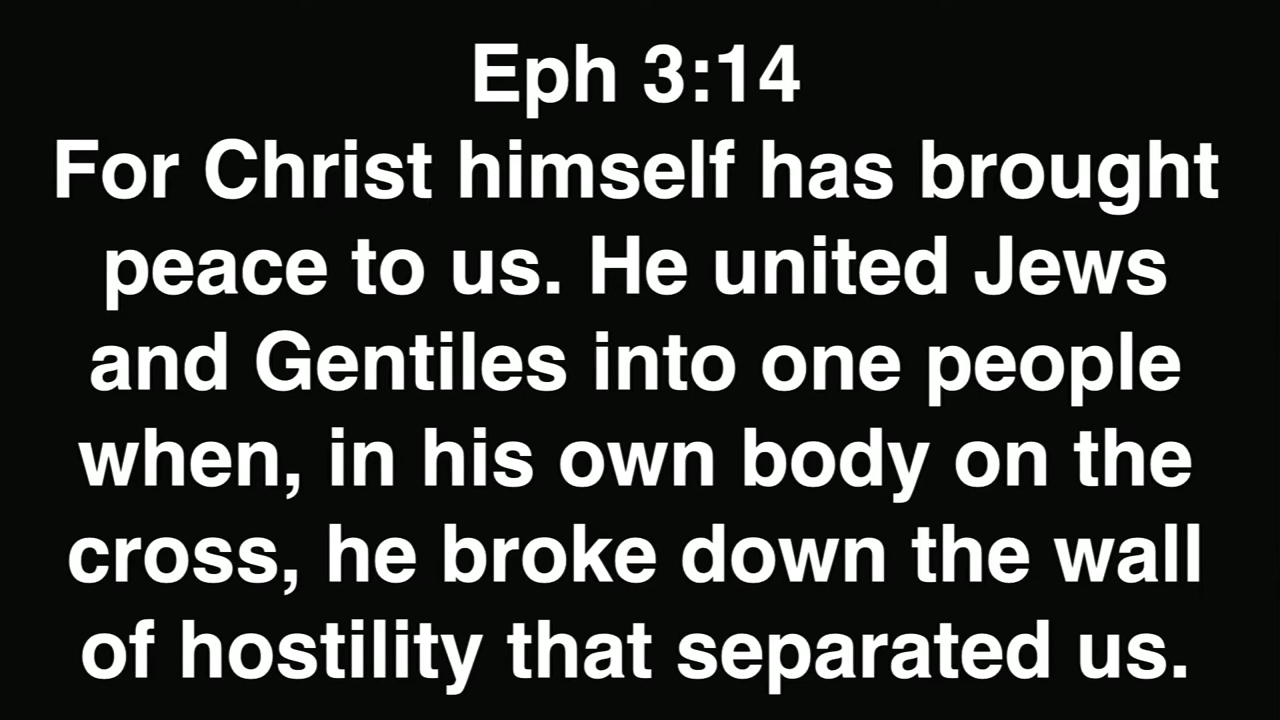 Eph 3:14
For Christ himself has brought
peace to us. He united Jews
and Gentiles into one people
when, in his own body on the
cross, he broke down the wall
of hostility that separated us.